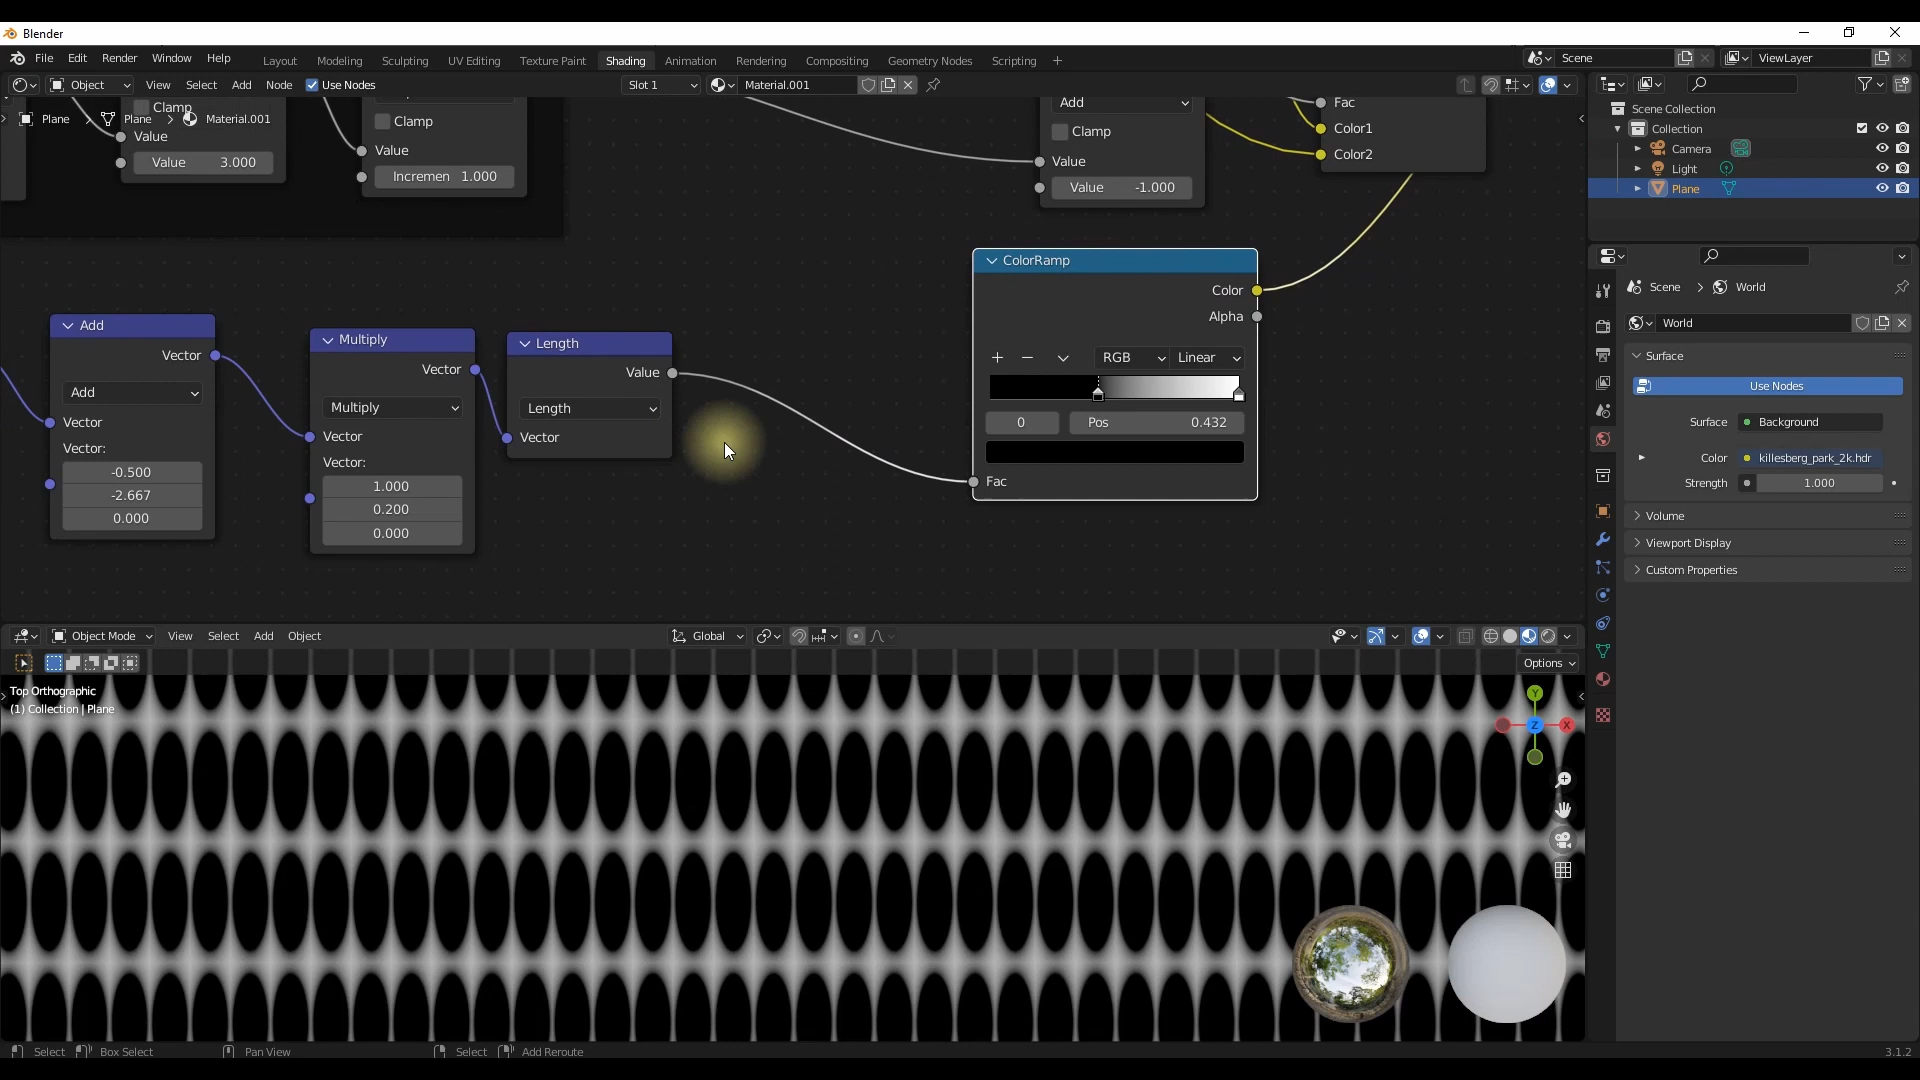 Blender
File Edit Render Window Help
Layout Modeling Sculpting UV Editing Texture Paint Shading Animation Rendering Compositing Geometry Nodes Scripting +
Scene
ViewLayer
Object View Select Add Node Use Nodes Slot 1 Material.001
Plane > Plane > Material.001
Clamp
Value
Value 3.000
Clamp
Value
Incremen 1.000
Add
Clamp
Value
Value -1.000
Fac
Color1
Color2
Add
Vector
Add
Vector
Vector:
-0.500
-2.667
0.000
Multiply
Vector
Multiply
Vector
Vector:
1.000
0.200
0.000
Length
Value
Length
Vector
ColorRamp
Color
Alpha
RGB Linear
0 Pos 0.432
Fac
Scene Collection
Collection
Camera
Light
Plane
Scene > World
World
Surface
Use Nodes
Surface Background
Color killesberg_park_2k.hdr
Strength 1.000
Volume
Viewport Display
Custom Properties
Object Mode View Select Add Object Global
Options
Top Orthographic
(1) Collection | Plane
Y
X
Z
Select Box Select Pan View Select Add Reroute 3.1.2